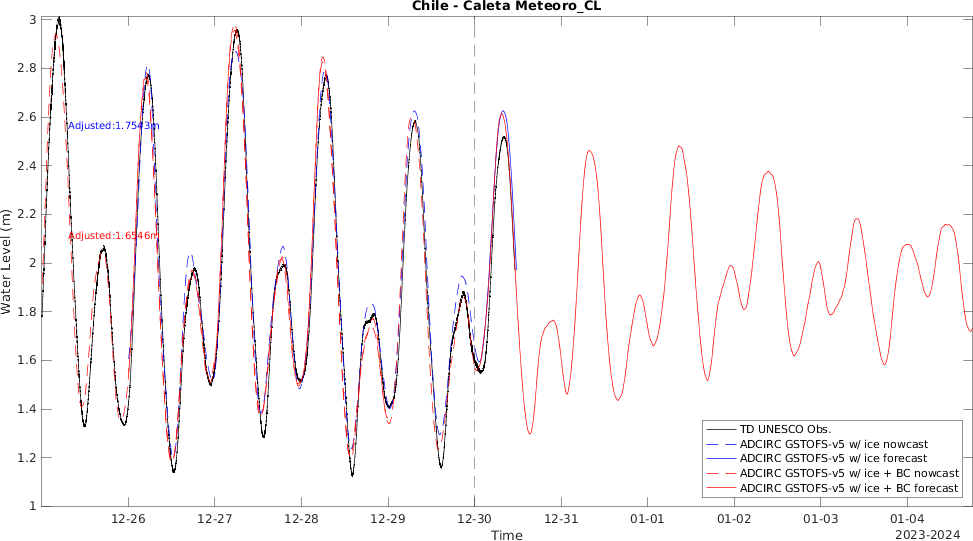 Chile - Caleta Meteoro_CL
3
2.8
2.6
2.4
2.2
2
1.8
1.6
1.4
1.2
1
Water Level (m)
Adjusted:1.7543m
Adjusted:1.6546m
TD UNESCO Obs.
ADCIRC GSTOFS-v5 w/ ice nowcast
ADCIRC GSTOFS-v5 w/ ice forecast
ADCIRC GSTOFS-v5 w/ ice + BC nowcast
ADCIRC GSTOFS-v5 w/ ice + BC forecast
12-26 12-27 12-28 12-29 12-30 12-31 01-01 01-02 01-03 01-04
Time
2023-2024